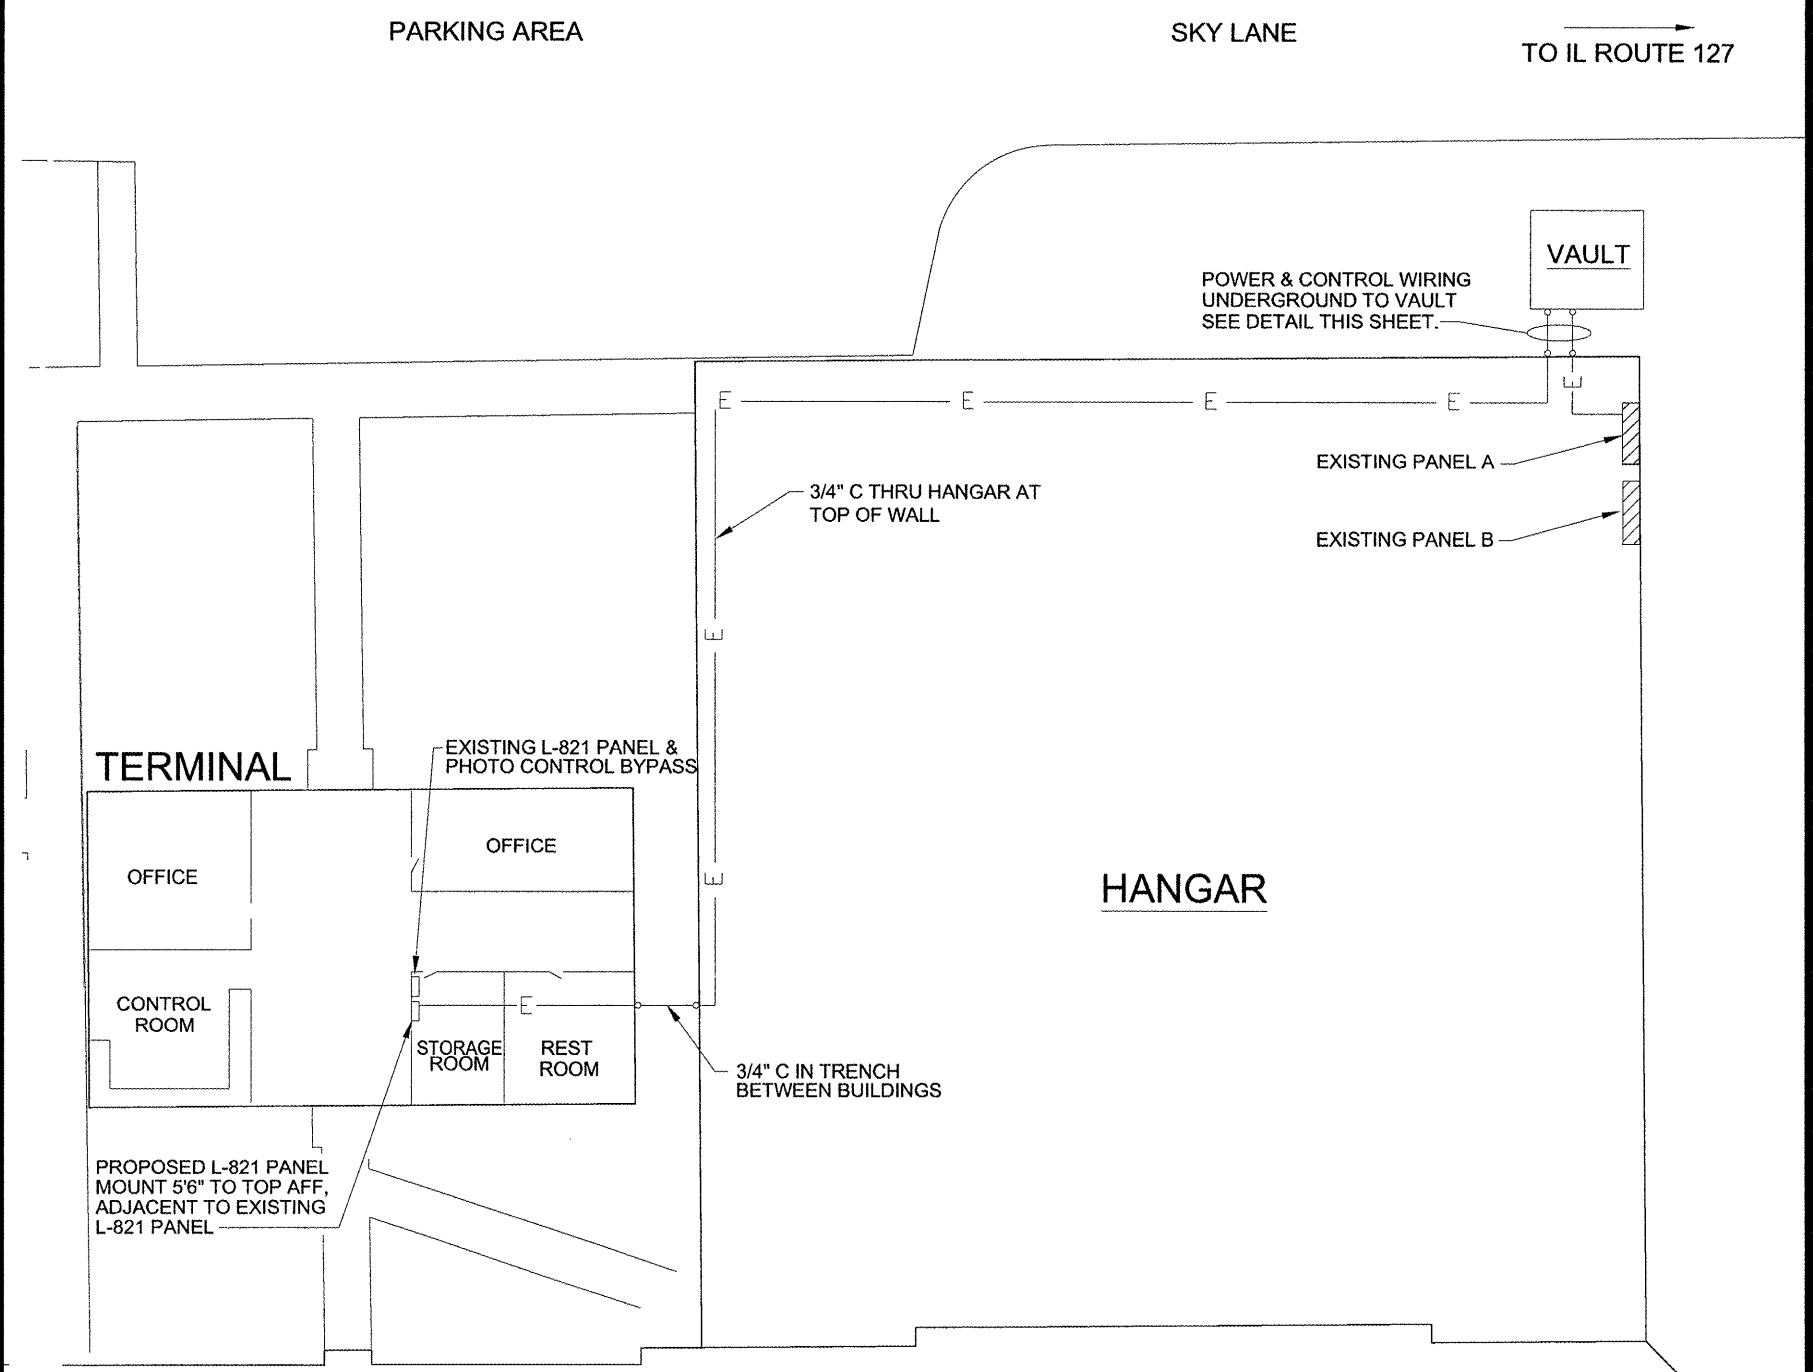 PARKING AREA
SKY LANE
TO IL ROUTE 127
VAULT
POWER & CONTROL WIRING
UNDERGROUND TO VAULT
SEE DETAIL THIS SHEET.
E
E
E
E
E
EXISTING PANEL A
3/4" C THRU HANGAR AT
TOP OF WALL
EXISTING PANEL B
E
EXISTING L-821 PANEL &
PHOTO CONTROL BYPASS
TERMINAL
OFFICE
OFFICE
E
HANGAR
CONTROL
ROOM
E
STORAGE
ROOM
REST
ROOM
3/4" C IN TRENCH
BETWEEN BUILDINGS
PROPOSED L-821 PANEL
MOUNT 5'6" TO TOP AFF,
ADJACENT TO EXISTING
L-821 PANEL